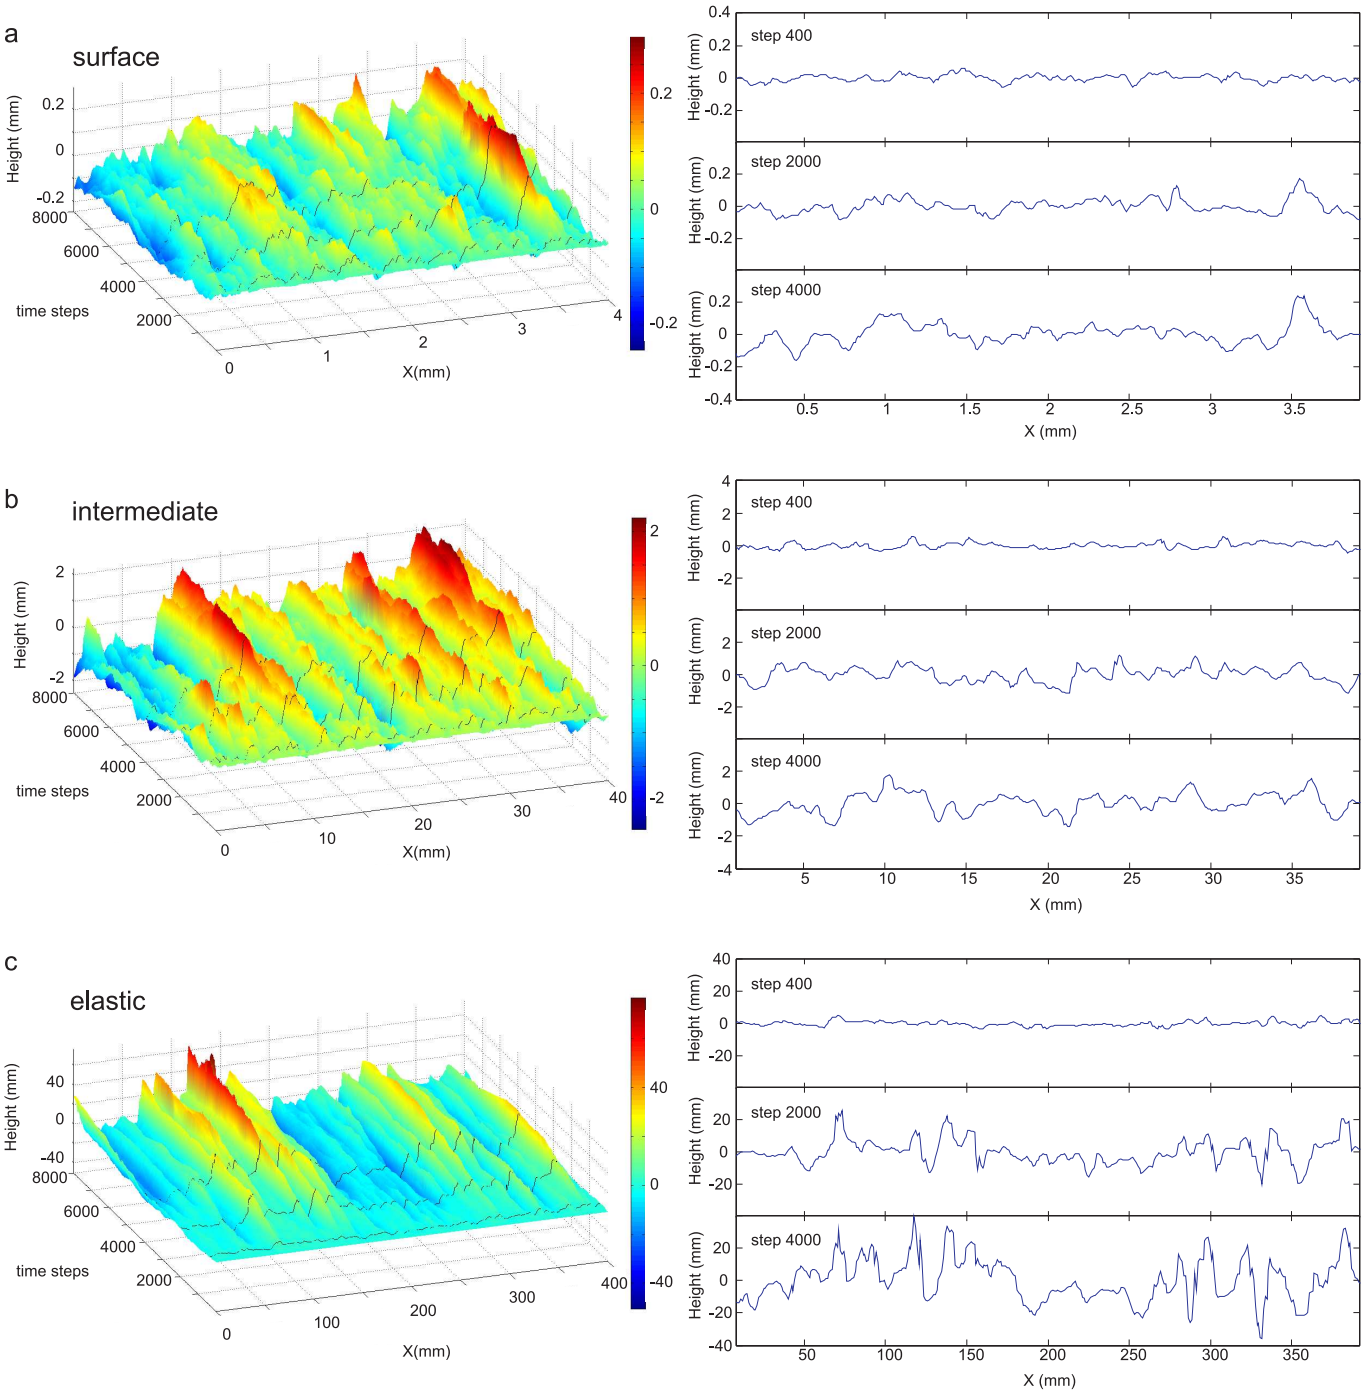 a
surface
Height (mm)
0.2
0
-0.2
8000
6000
4000
2000
time steps
0
1
2
3
4
X(mm)
0.2
0
-0.2
Height (mm)
0.4
0.2
0
-0.2
step 400
Height (mm)
0.2
0
-0.2
step 2000
Height (mm)
0.2
0
-0.2
-0.4
step 4000
0.5
1
1.5
2
2.5
3
3.5
X (mm)
b
intermediate
Height (mm)
2
0
-2
8000
6000
4000
2000
time steps
0
10
20
30
40
X(mm)
2
0
-2
Height (mm)
4
2
0
-2
step 400
Height (mm)
2
0
-2
step 2000
Height (mm)
2
0
-2
-4
step 4000
5
10
15
20
25
30
35
X (mm)
c
elastic
Height (mm)
40
0
-40
8000
6000
4000
2000
time steps
0
100
200
300
400
X(mm)
40
0
-40
Height (mm)
40
20
0
-20
step 400
Height (mm)
20
0
-20
step 2000
Height (mm)
20
0
-20
-40
step 4000
50
100
150
200
250
300
350
X (mm)